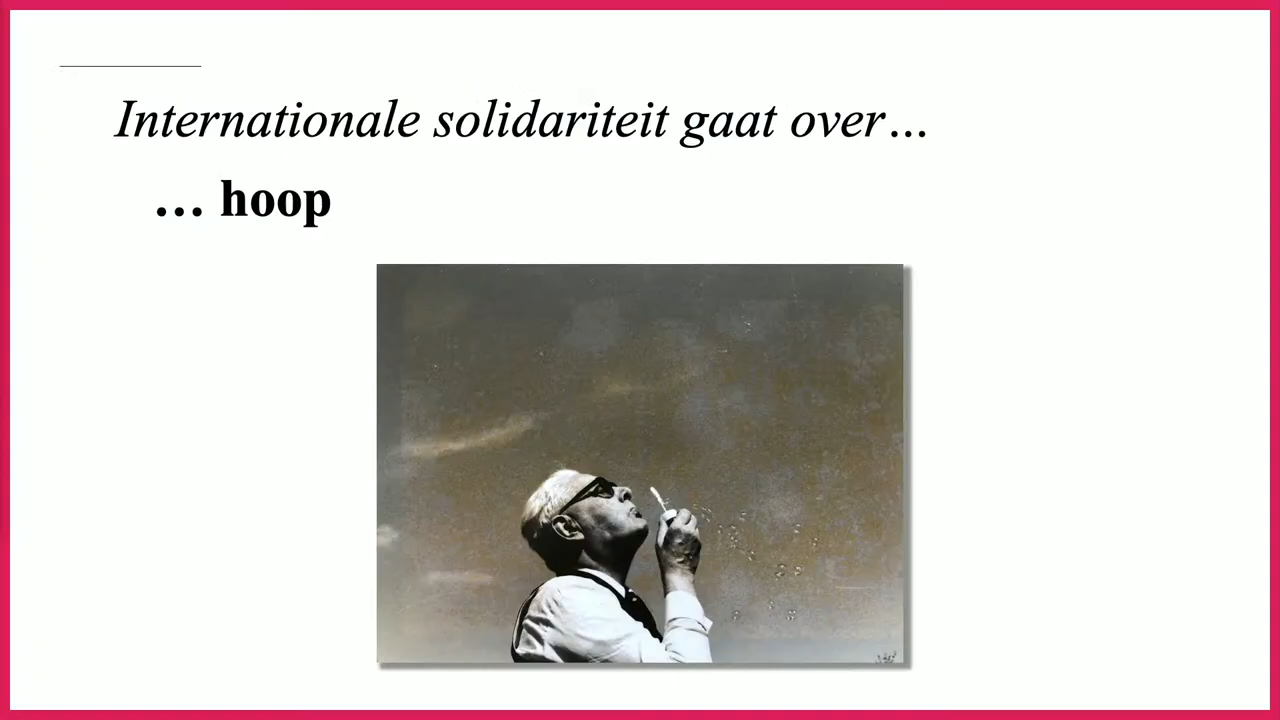 Internationale solidariteit gaat over…
… hoop